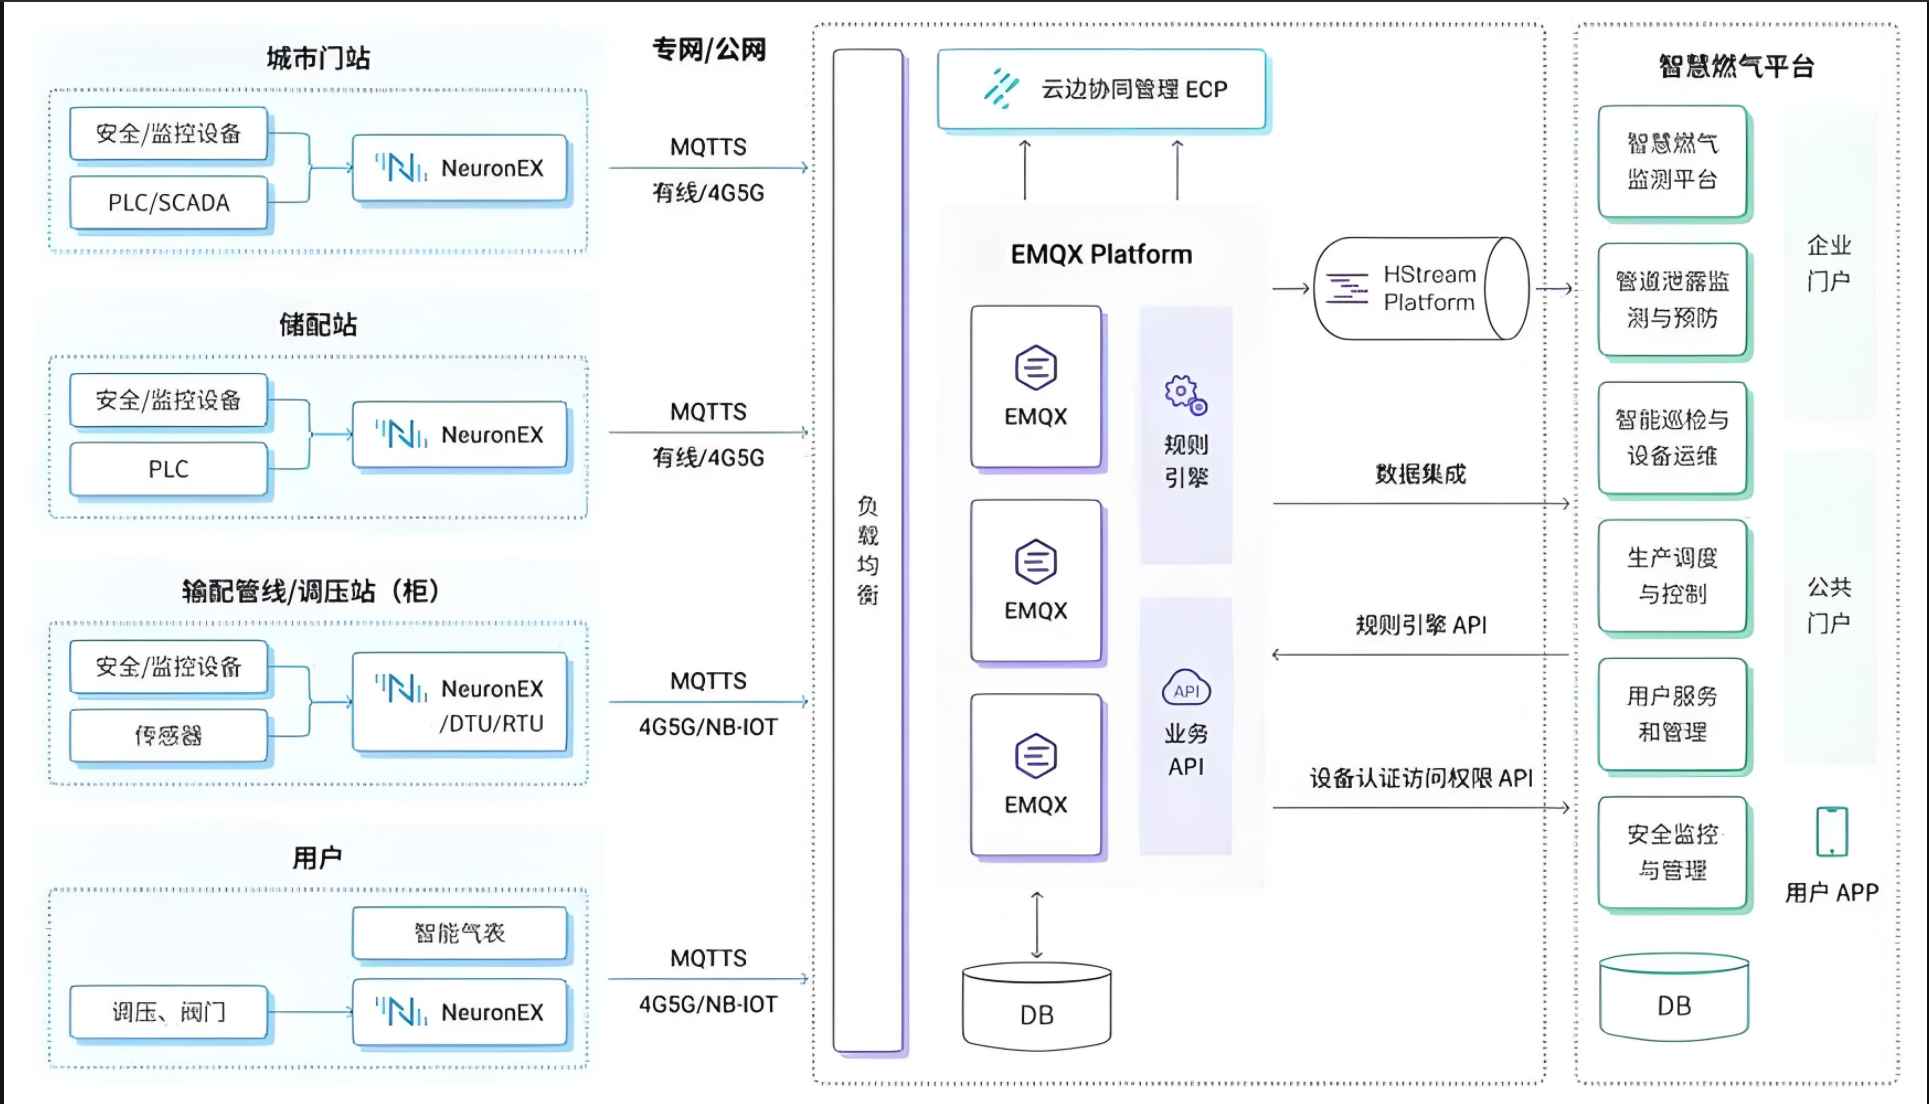 城市门站
安全/监控设备
PLC/SCADA
NeuronEX
储配站
安全/监控设备
PLC
NeuronEX
输配管线/调压站（柜）
安全/监控设备
传感器
NeuronEX
/DTU/RTU
用户
智能气表
调压、阀门
NeuronEX
专网/公网
MQTTS
有线/4G5G
MQTTS
有线/4G5G
MQTTS
4G5G/NB-IOT
MQTTS
4G5G/NB-IOT
负
载
均
衡
云边协同管理 ECP
EMQX Platform
EMQX
EMQX
EMQX
规则
引擎
API
业务
API
DB
HStream
Platform
数据集成
规则引擎 API
设备认证访问权限 API
智慧燃气平台
智慧燃气
监测平台
管道泄露监
测与预防
智能巡检与
设备运维
生产调度
与控制
用户服务
和管理
安全监控
与管理
DB
企业
门户
公共
门户
用户 APP